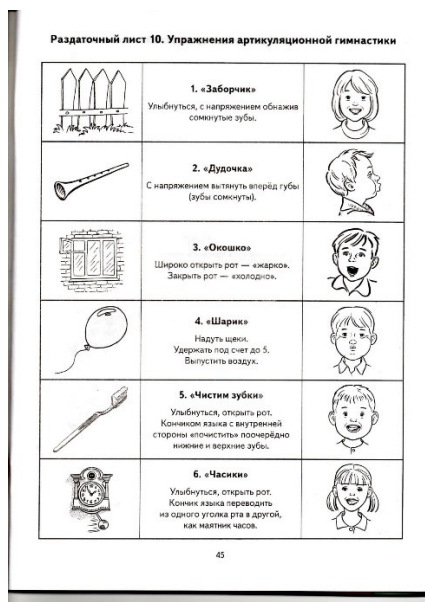 Раздаточный лист 10. Упражнения артикуляционной гимнастики
1. «Заборчик»
Улыбнуться, с напряжением обнажив
сомкнутые зубы.
2. «Дудочка»
С напряжением вытянуть вперёд губы
(зубы сомкнуты).
3. «Окошко»
Широко открыть рот — «жарко».
Закрыть рот — «холодно».
4. «Шарик»
Надуть щеки.
Удержать под счет до 5.
Выпустить воздух.
5. «Чистим зубки»
Улыбнуться, открыть рот.
Кончиком языка с внутренней
стороны «почистить» поочерёдно
нижние и верхние зубы.
6. «Часики»
Улыбнуться, открыть рот.
Кончик языка переводить
из одного уголка рта в другой,
как маятник часов.
45